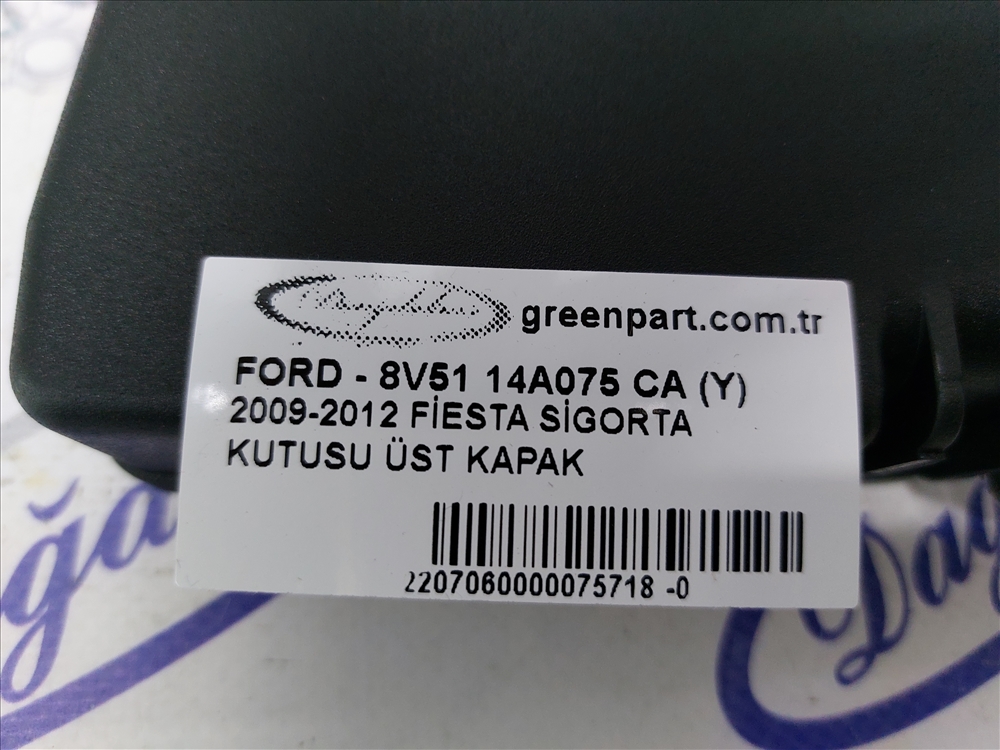 greenpart.com.tr
FORD - 8V51 14A075 CA (Y)
2009-2012 FİESTA SİGORTA
KUTUSU ÜST KAPAK
2207060000075718 -0